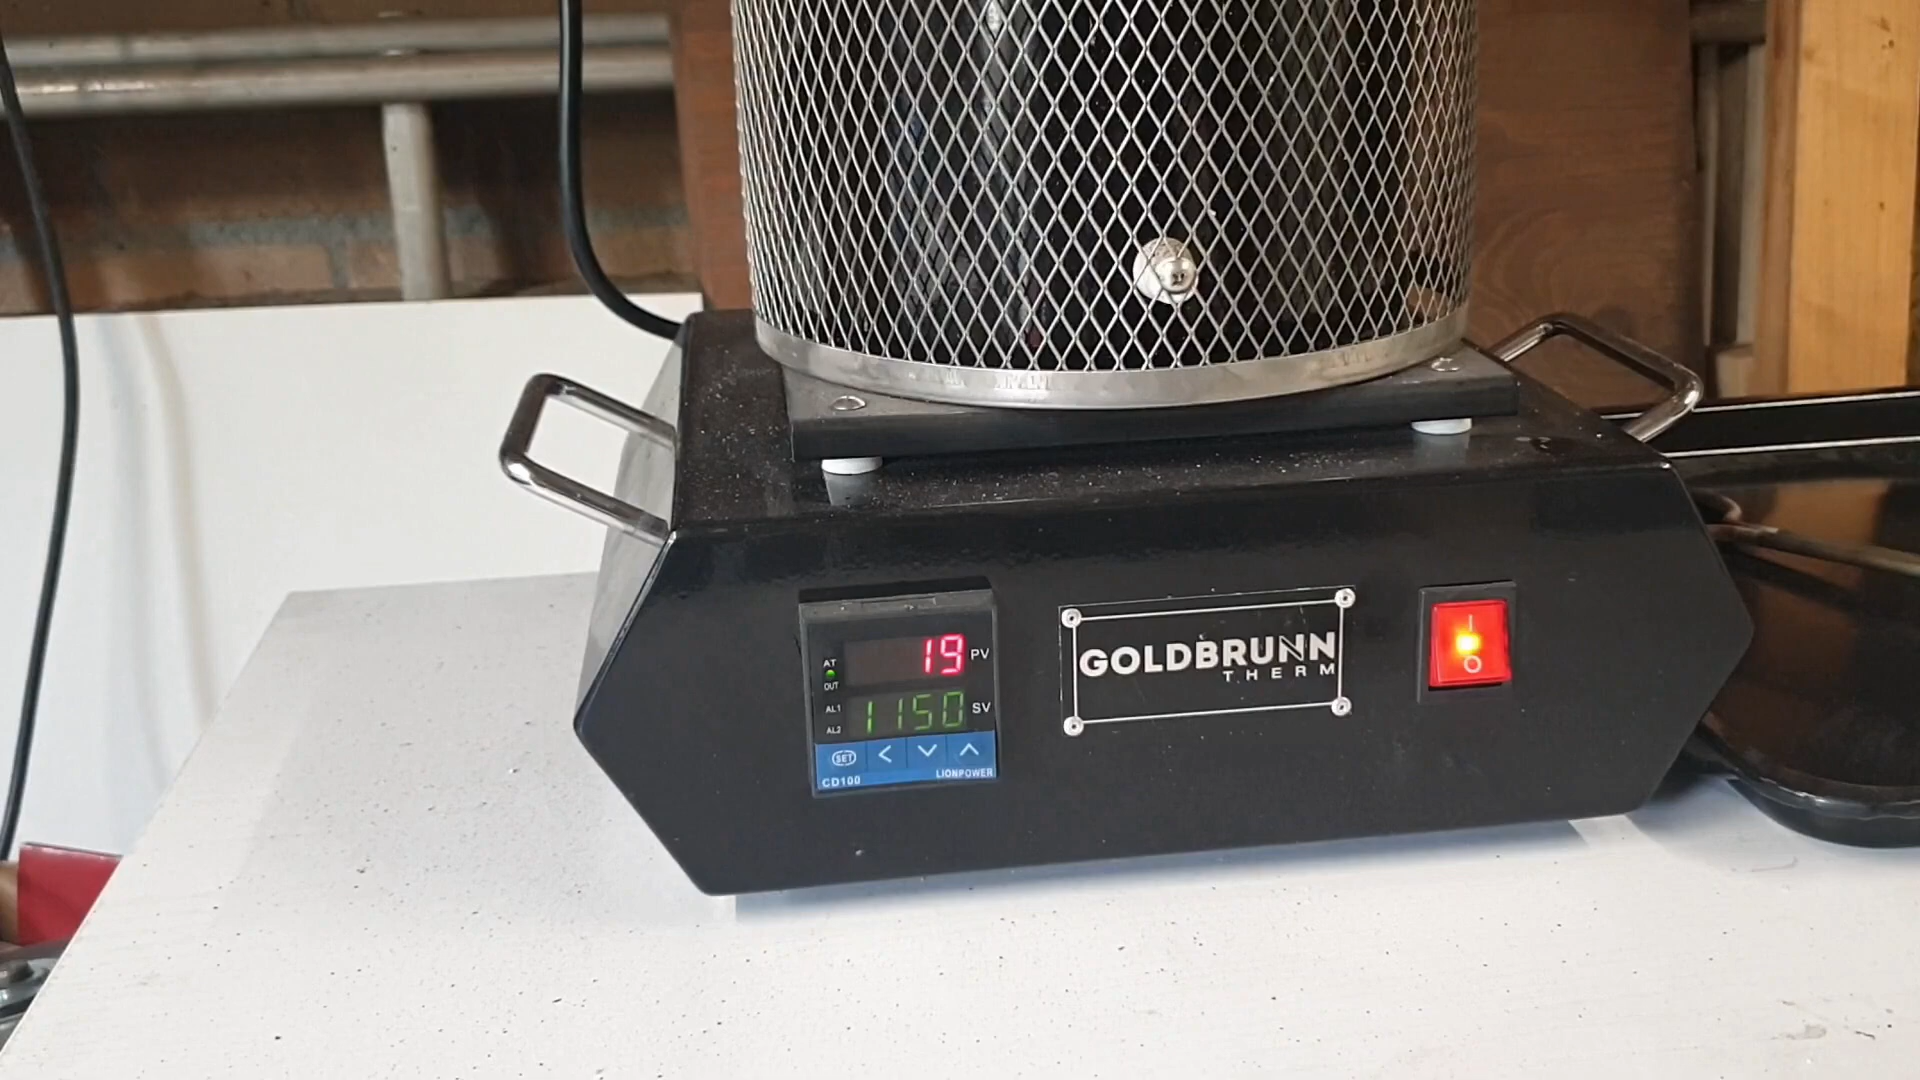 19 PV
AT
OUT
1150 SV
AL1
AL2
SET
CD100 LIONPOWER
GOLDBRUNN
THERM
I
O